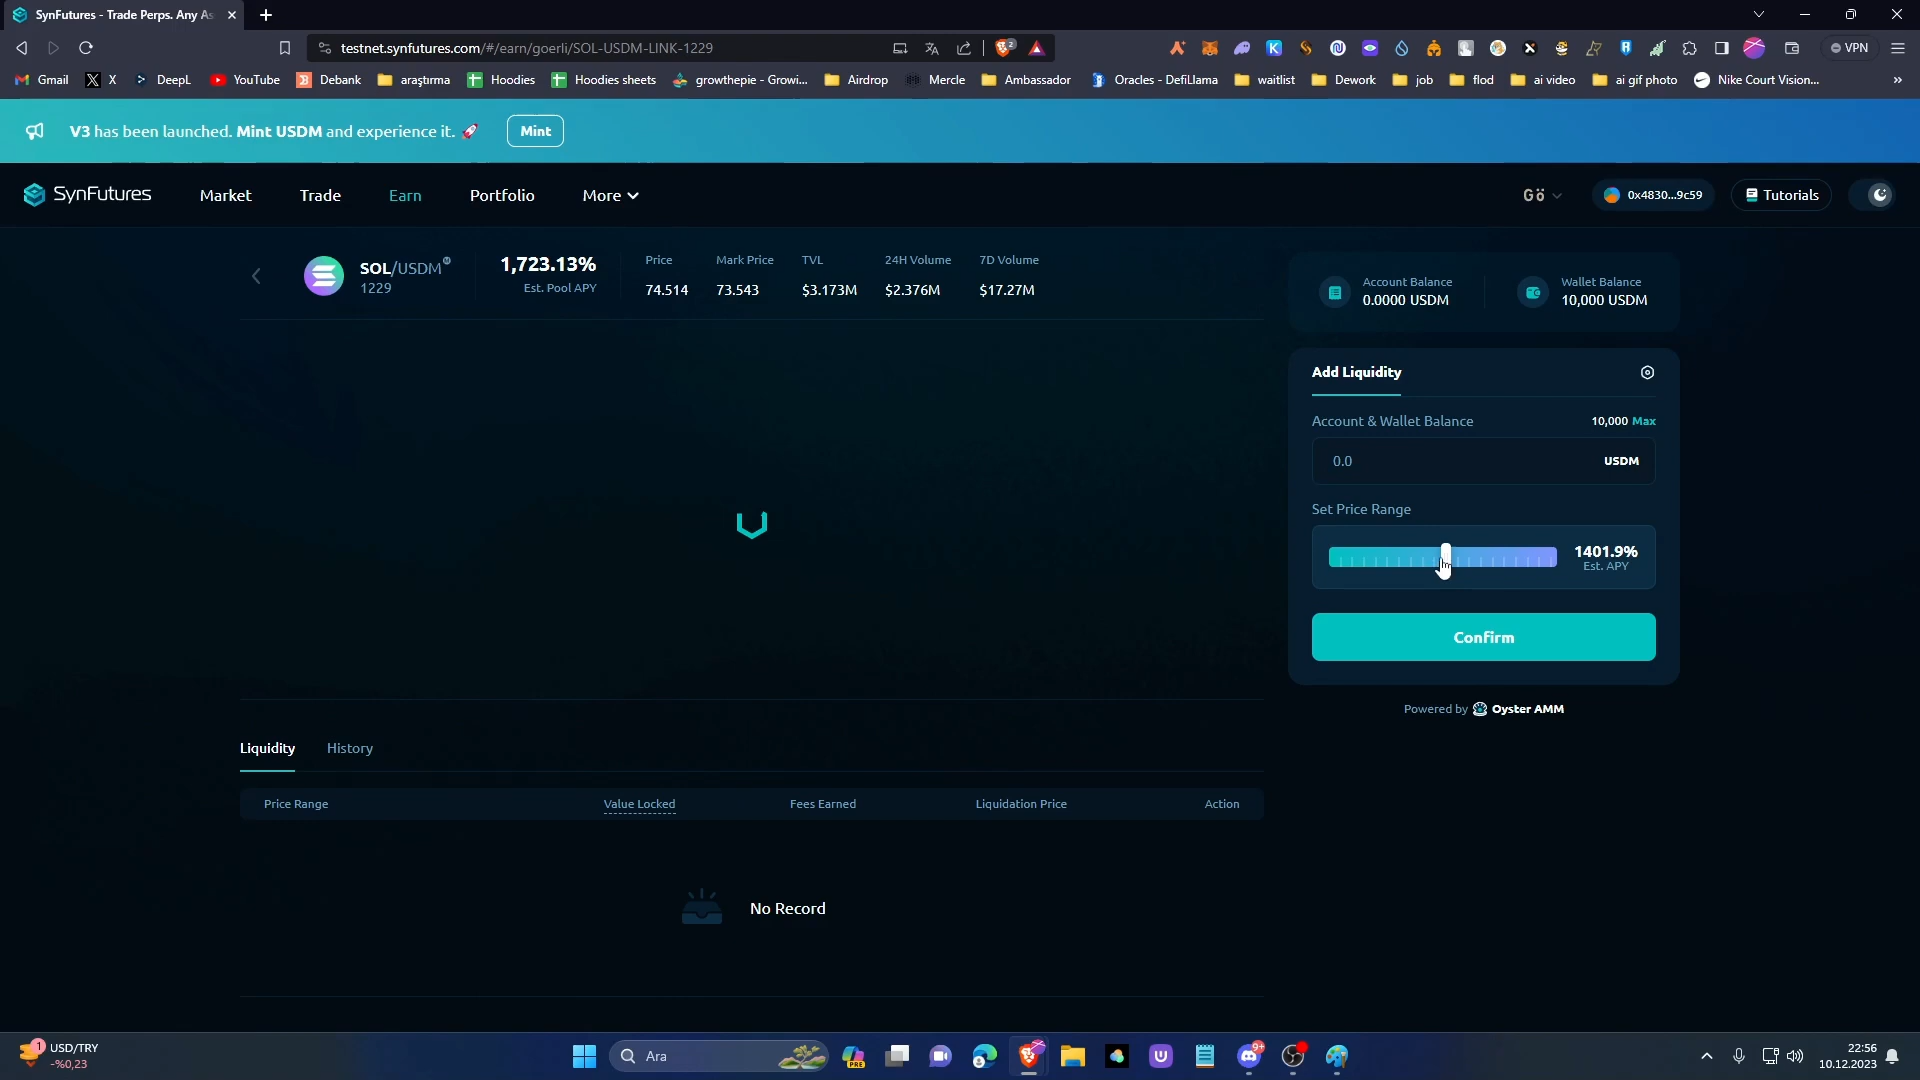 SynFutures - Trade Perps. Any As
testnet.synfutures.com/#/earn/goerli/SOL-USDM-LINK-1229
2
VPN
Gmail
X
DeepL
YouTube
Debank
araştırma
Hoodies
Hoodies sheets
growthepie - Growi...
Airdrop
Mercle
Ambassador
Oracles - DefiLlama
waitlist
Dework
job
flod
ai video
ai gif photo
Nike Court Vision...
V3 has been launched. Mint USDM and experience it. 🚀
Mint
SynFutures
Market
Trade
Earn
Portfolio
More
Gö
0x4830...9c59
Tutorials
SOL/USDM
1229
1,723.13%
Est. Pool APY
Price
74.514
Mark Price
73.543
TVL
$3.173M
24H Volume
$2.376M
7D Volume
$17.27M
Account Balance
0.0000 USDM
Wallet Balance
10,000 USDM
Add Liquidity
Account & Wallet Balance
10,000 Max
0.0
USDM
Set Price Range
1401.9%
Est. APY
Confirm
Powered by Oyster AMM
Liquidity
History
Price Range
Value Locked
Fees Earned
Liquidation Price
Action
No Record
1
USD/TRY
-%0,23
Ara
PRE
9+
22:56
10.12.2023